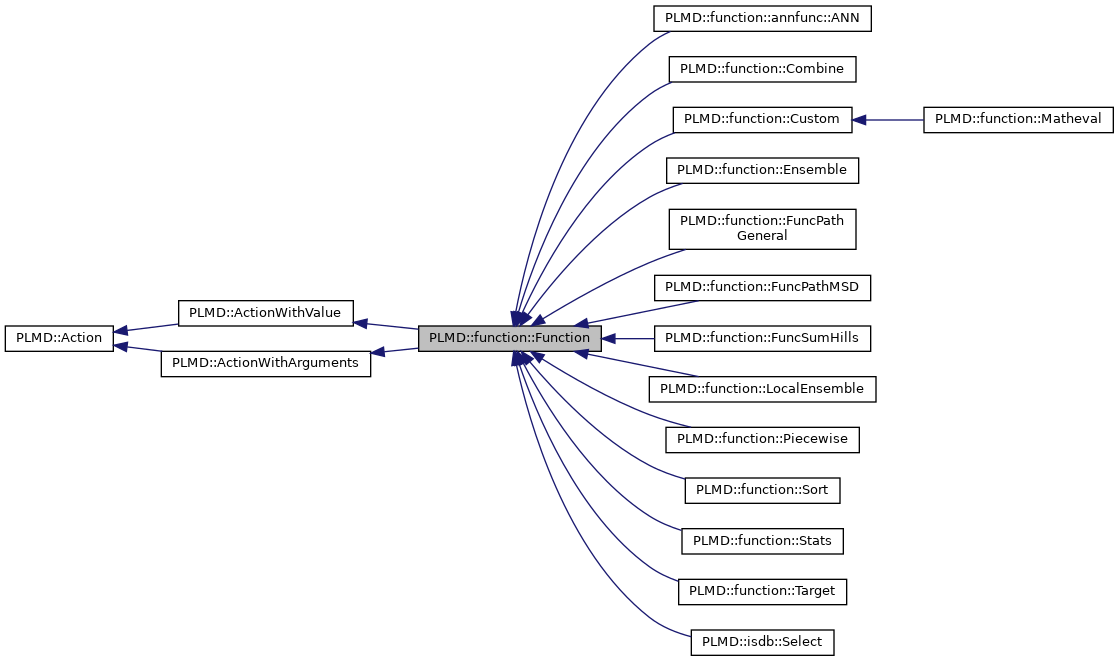 PLMD::function::annfunc::ANN
PLMD::function::Combine
PLMD::function::Custom
PLMD::function::Matheval
PLMD::function::Ensemble
PLMD::function::FuncPath
General
PLMD::function::FuncPathMSD
PLMD::ActionWithValue
PLMD::Action
PLMD::function::Function
PLMD::function::FuncSumHills
PLMD::ActionWithArguments
PLMD::function::LocalEnsemble
PLMD::function::Piecewise
PLMD::function::Sort
PLMD::function::Stats
PLMD::function::Target
PLMD::isdb::Select